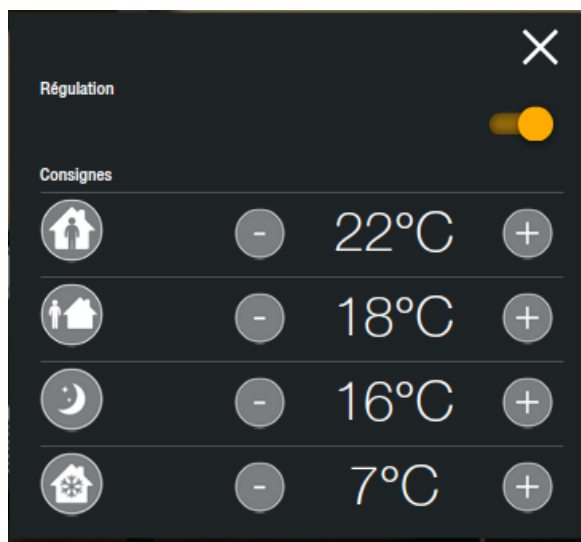 Régulation
Consignes
- 22°C +
- 18°C +
- 16°C +
- 7°C +